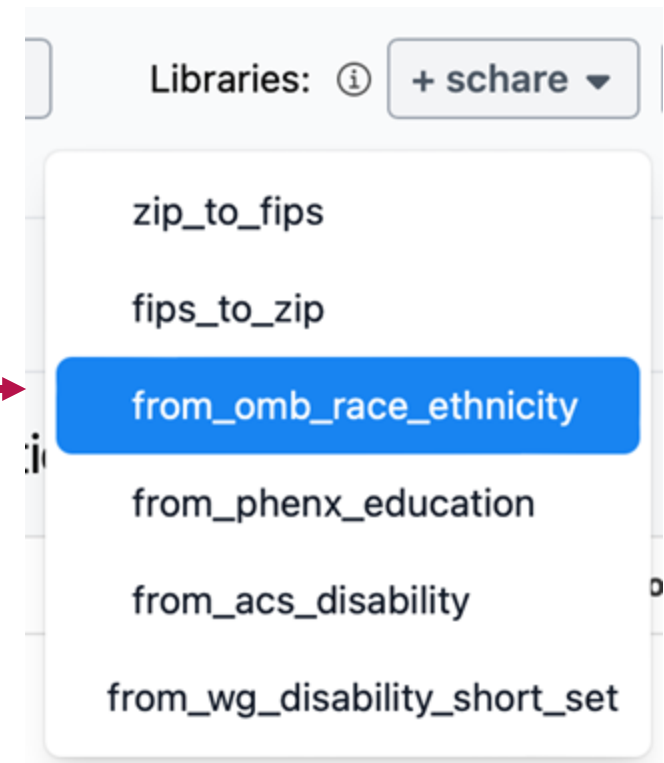 Libraries: ⓘ + schare
zip_to_fips
fips_to_zip
from_omb_race_ethnicity
from_phenx_education
from_acs_disability
from_wg_disability_short_set